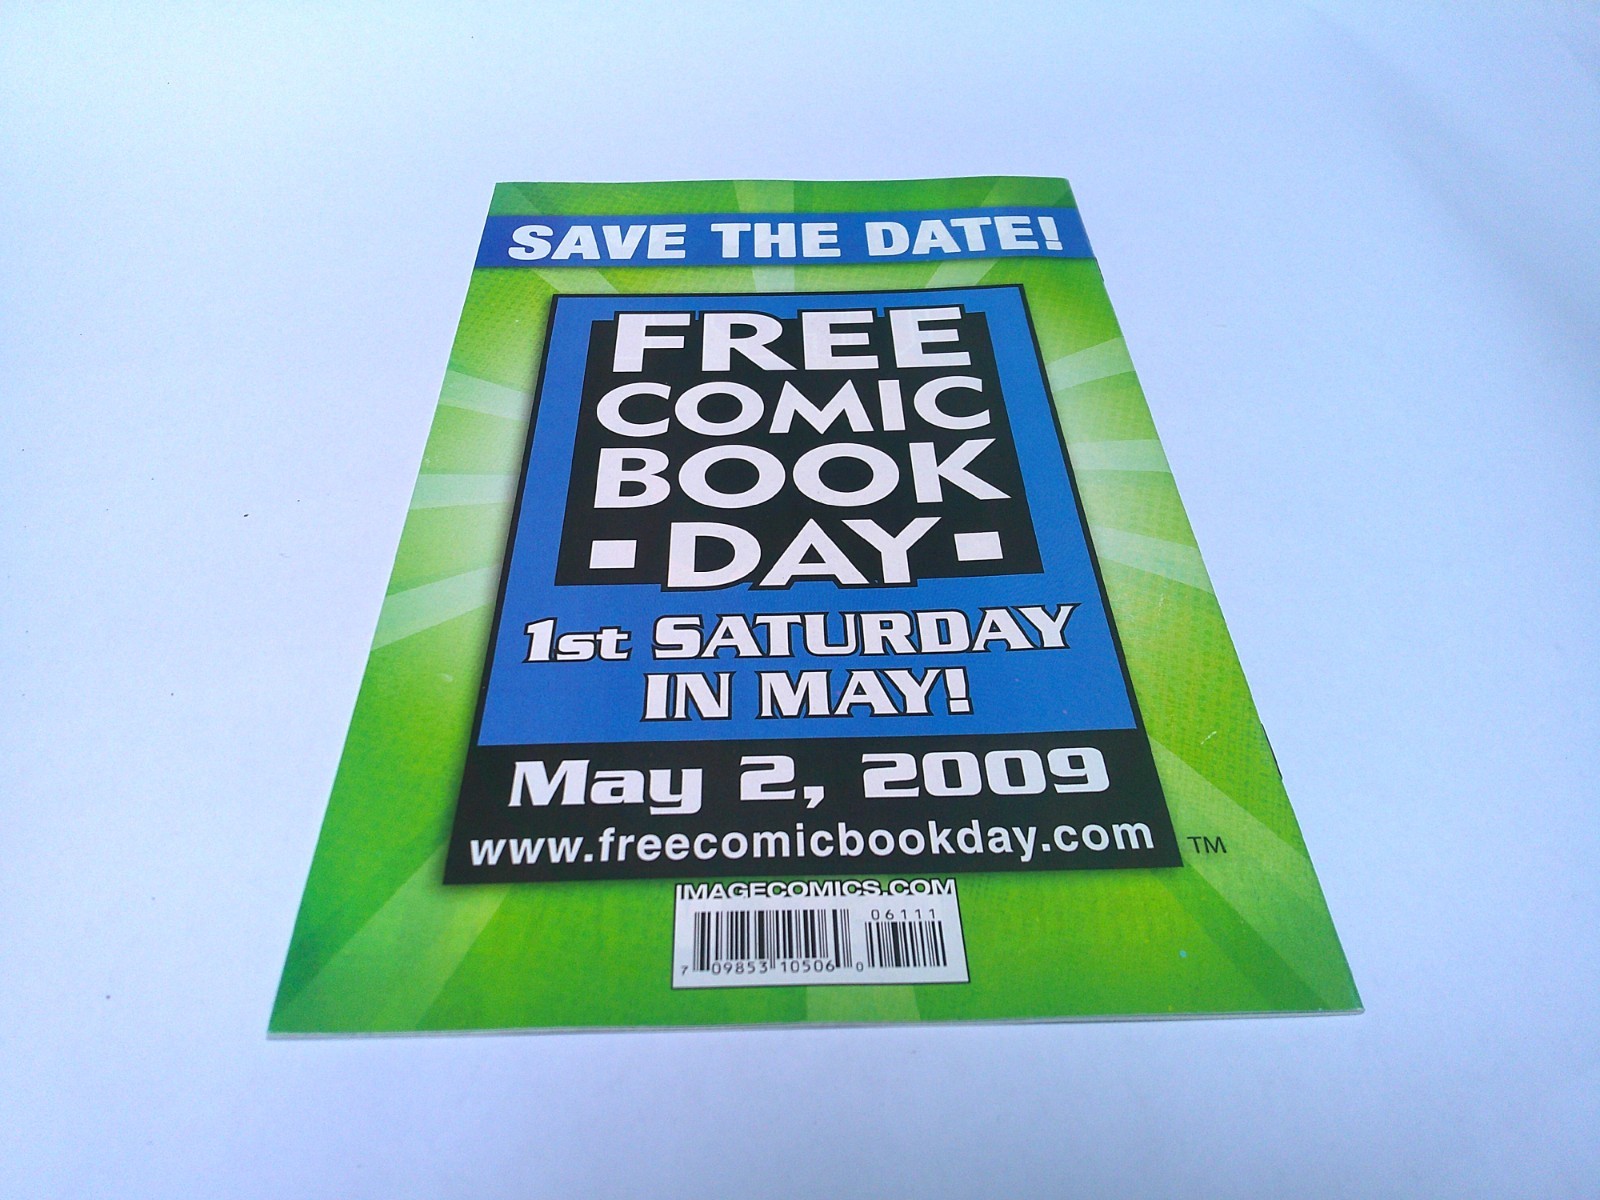 SAVE THE DATE!
FREE
COMIC
BOOK
▪DAY▪
1st SATURDAY
IN MAY!
May 2, 2009
www.freecomicbookday.com
TM
IMAGECOMICS.COM
06111
7 09853 10506 0